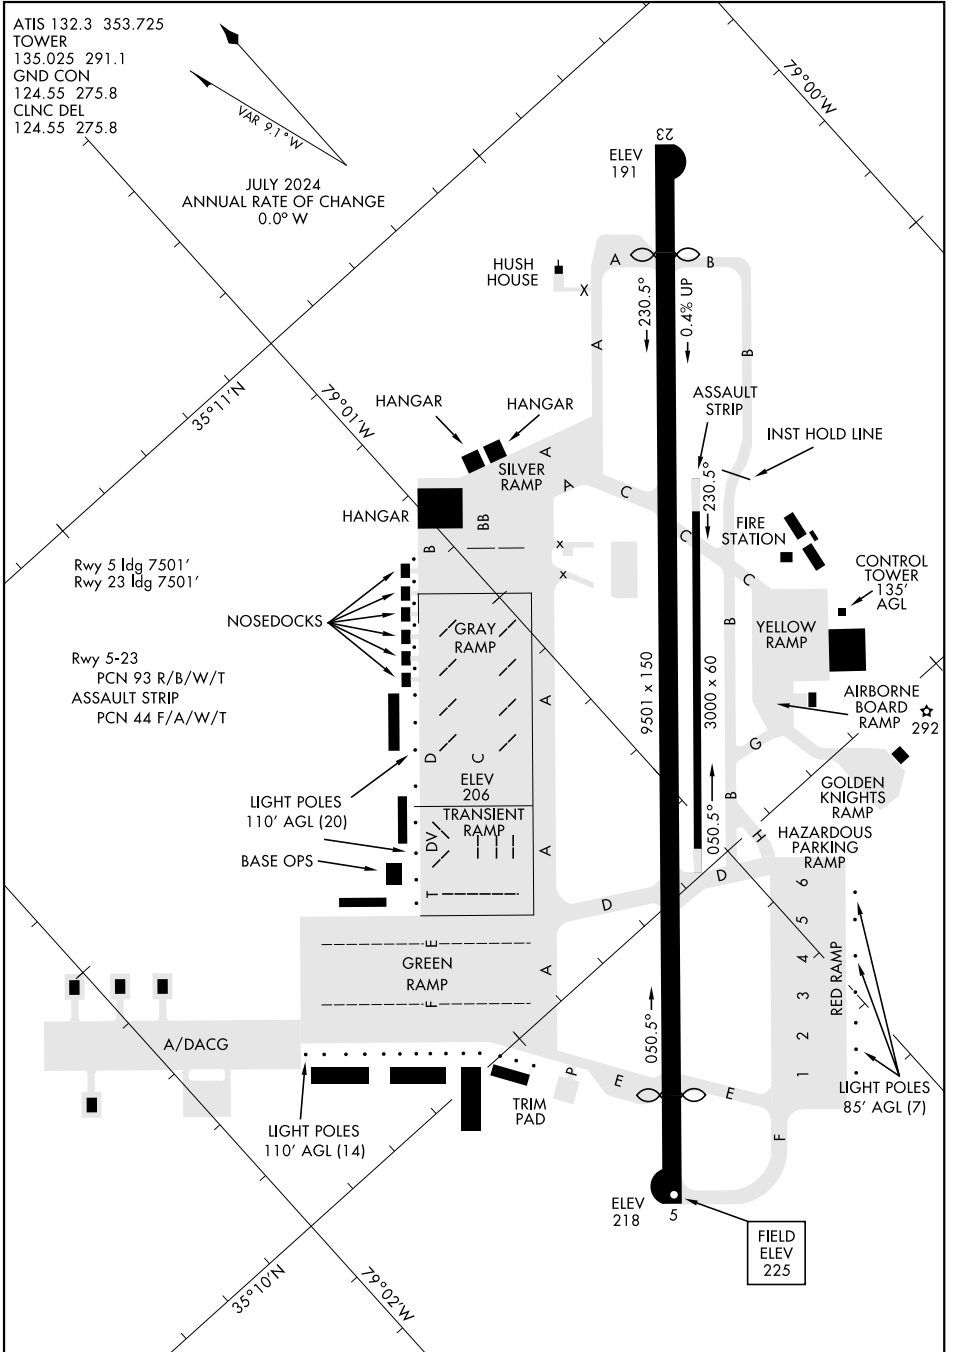 ATIS 132.3 353.725
TOWER
135.025 291.1
GND CON
124.55 275.8
CLNC DEL
124.55 275.8
VAR 9.1° W
JULY 2024
ANNUAL RATE OF CHANGE
0.0° W
79°00'W
23
ELEV
191
HUSH
HOUSE
A
B
X
230.5°
0.4% UP
A
B
35°11'N
79°01'W
HANGAR
HANGAR
ASSAULT
STRIP
INST HOLD LINE
A
SILVER
RAMP
A
C
230.5°
HANGAR
BB
B
x
x
C
FIRE
STATION
C
CONTROL
TOWER
135'
AGL
Rwy 5 ldg 7501'
Rwy 23 ldg 7501'
NOSEDOCKS
GRAY
RAMP
B
YELLOW
RAMP
Rwy 5-23
PCN 93 R/B/W/T
ASSAULT STRIP
PCN 44 F/A/W/T
9501 x 150
3000 x 60
A
AIRBORNE
BOARD
RAMP
292
D
C
G
ELEV
206
GOLDEN
KNIGHTS
RAMP
LIGHT POLES
110' AGL (20)
TRANSIENT
RAMP
050.5°
B
DV
A
H
HAZARDOUS
PARKING
RAMP
BASE OPS
T
D
D
6
5
4
3
2
1
RED RAMP
E
GREEN
RAMP
A
F
050.5°
A/DACG
P
E
E
TRIM
PAD
LIGHT POLES
85' AGL (7)
LIGHT POLES
110' AGL (14)
F
ELEV
218
5
FIELD
ELEV
225
35°10'N
79°02'W